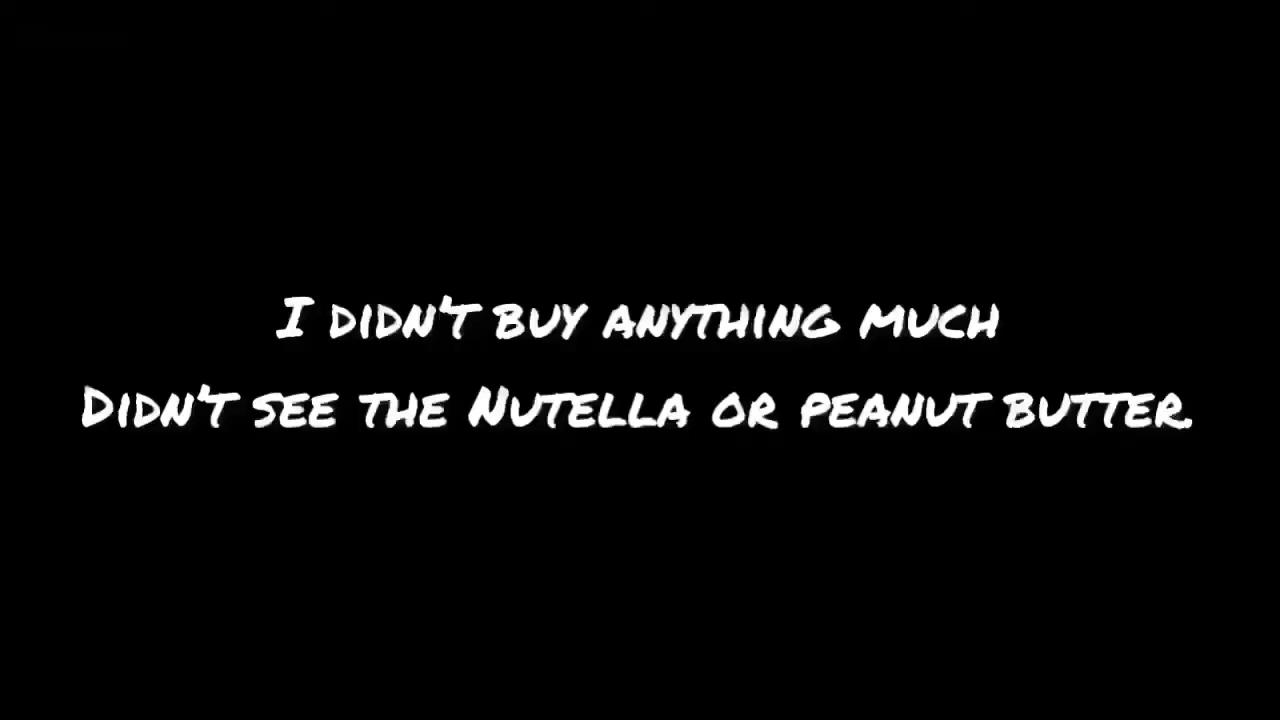 I didn't buy anything much
Didn't see the Nutella or peanut butter.